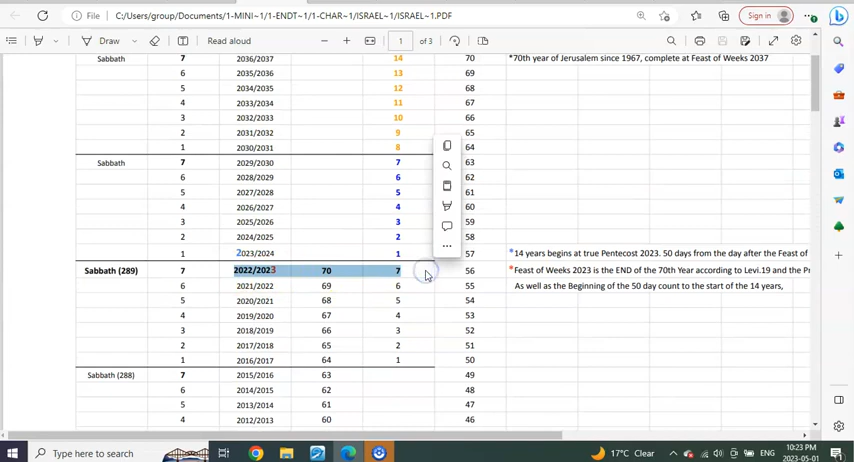 File C:/Users/group/Documents/1-MINI~1/1-ENDT~1/1-CHAR~1/ISRAEL~1/ISRAEL~1.PDF Sign in
Draw Read aloud 1 of 3
Sabbath 7 2036/2037 14 70 *70th year of Jerusalem since 1967, complete at Feast of Weeks 2037
6 2035/2036 13 69
5 2034/2035 12 68
4 2033/2034 11 67
3 2032/2033 10 66
2 2031/2032 9 65
1 2030/2031 8 64
Sabbath 7 2029/2030 7 63
6 2028/2029 6 62
5 2027/2028 5 61
4 2026/2027 4 60
3 2025/2026 3 59
2 2024/2025 2 58
1 2023/2024 1 57 *14 years begins at true Pentecost 2023. 50 days from the day after the Feast of
Sabbath (289) 7 2022/2023 70 7 56 *Feast of Weeks 2023 is the END of the 70th Year according to Levi.19 and the Pr
6 2021/2022 69 6 55 As well as the Beginning of the 50 day count to the start of the 14 years,
5 2020/2021 68 5 54
4 2019/2020 67 4 53
3 2018/2019 66 3 52
2 2017/2018 65 2 51
1 2016/2017 64 1 50
Sabbath (288) 7 2015/2016 63 49
6 2014/2015 62 48
5 2013/2014 61 47
4 2012/2013 60 46
Type here to search 17°C Clear ENG 10:23 PM
2023-05-01